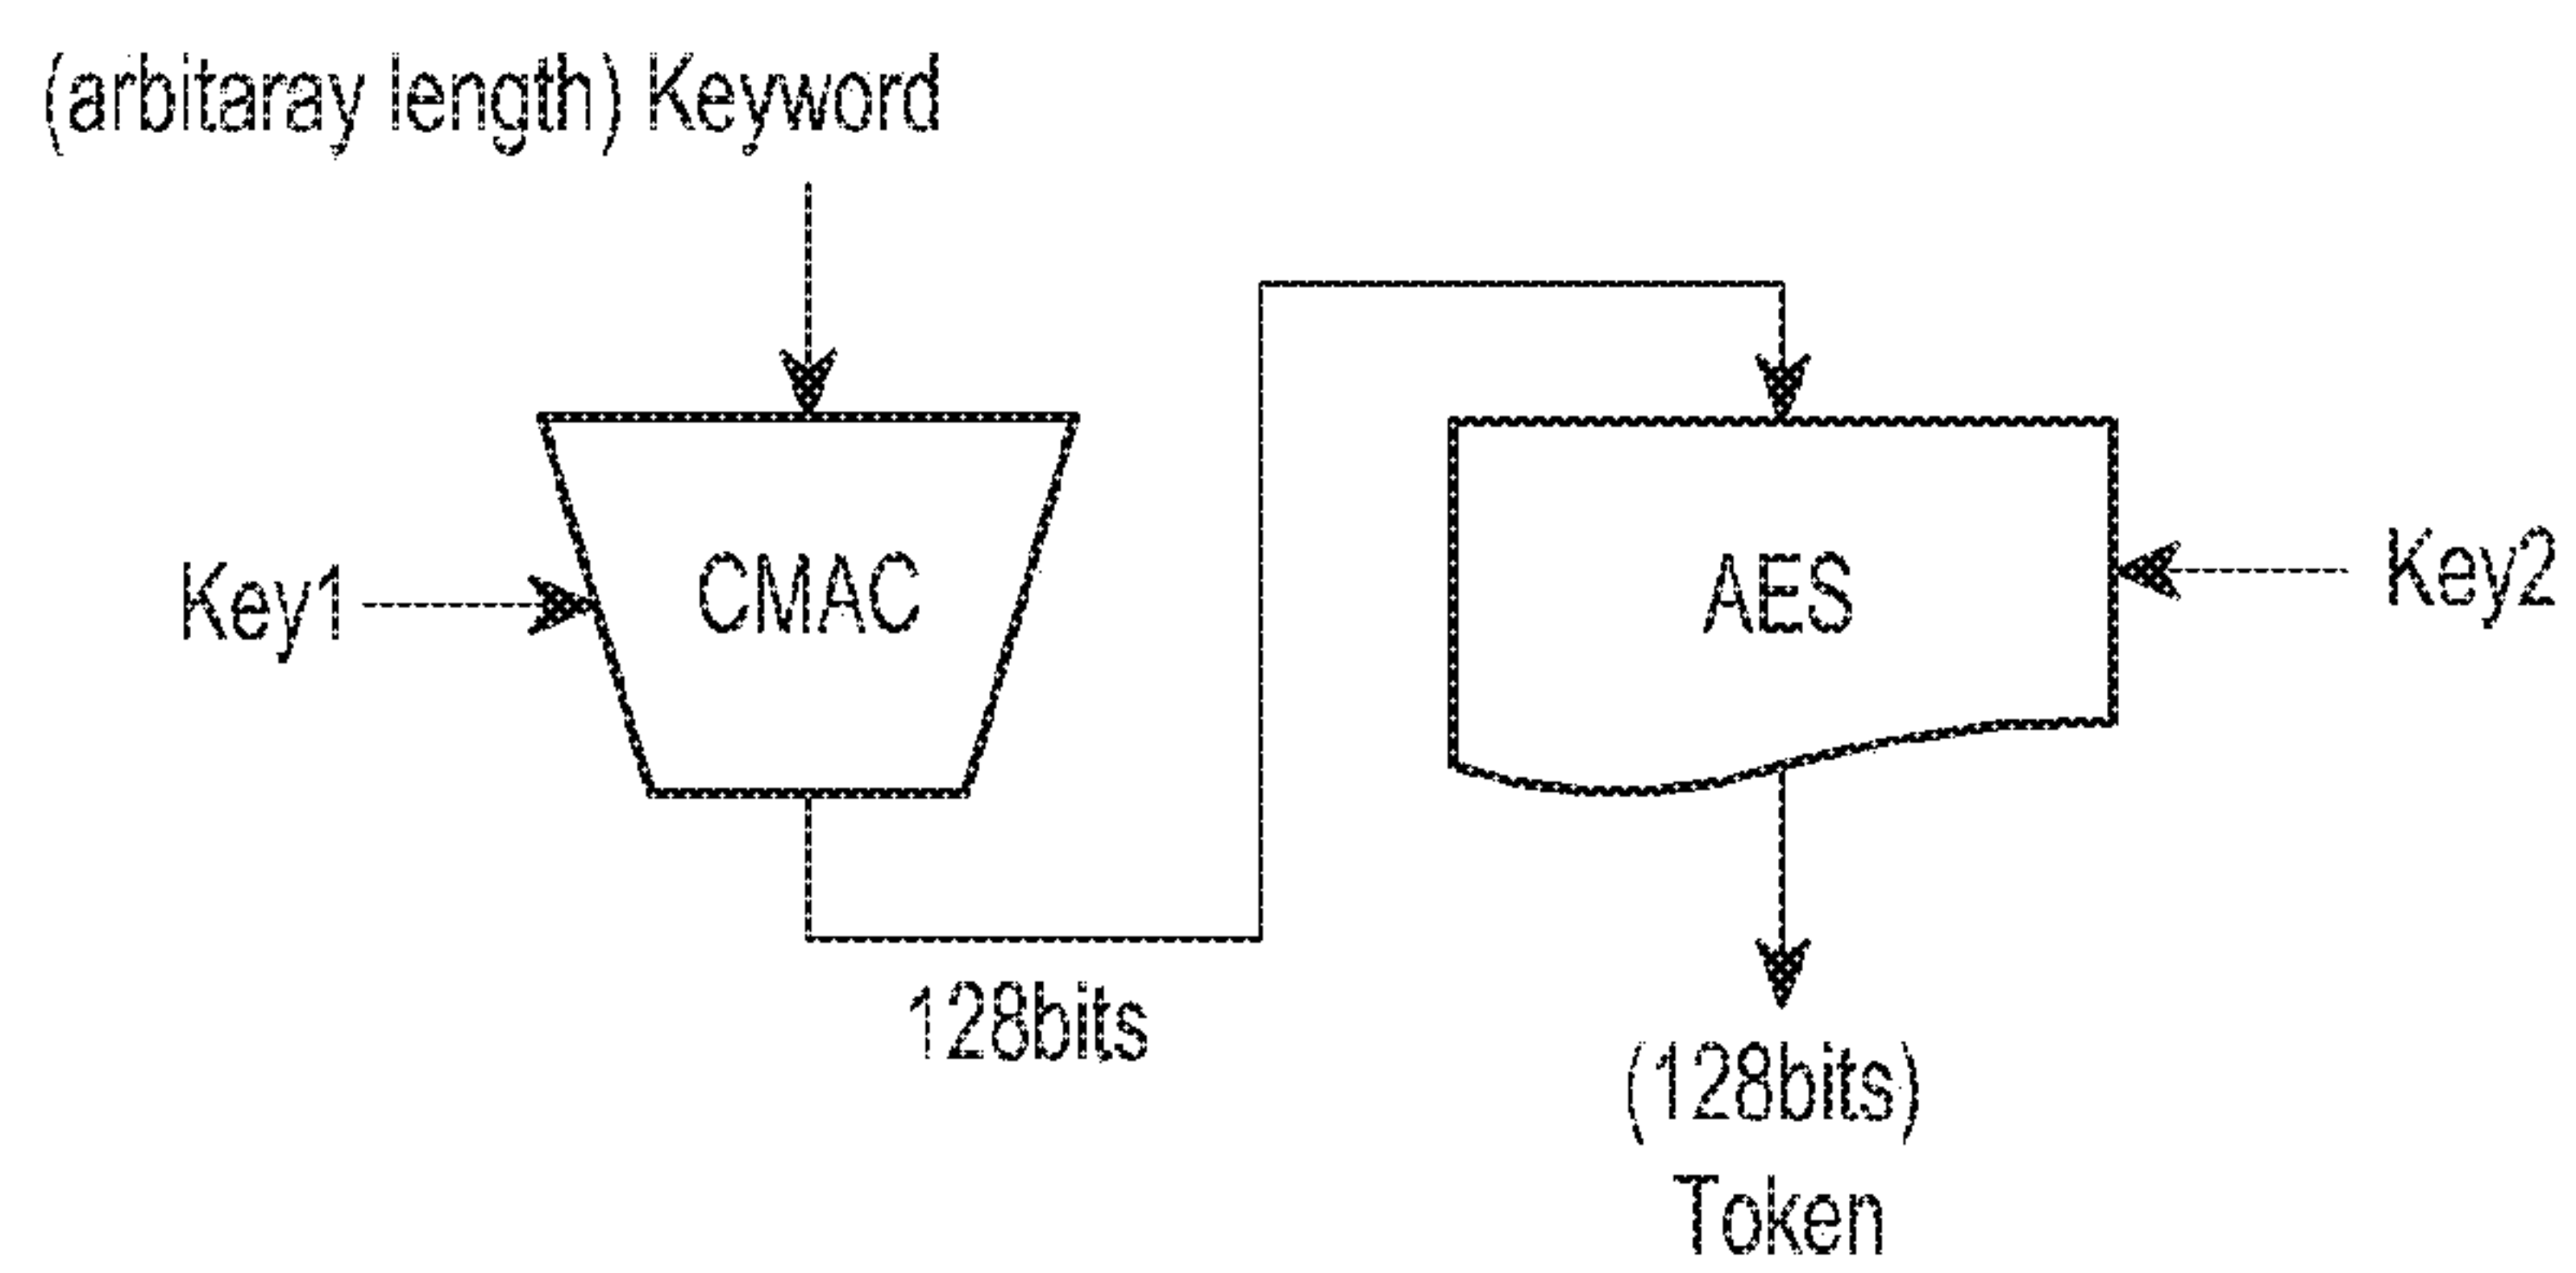 (arbitaray length) Keyword
Key1
CMAC
AES
Key2
128bits
(128bits)
Token